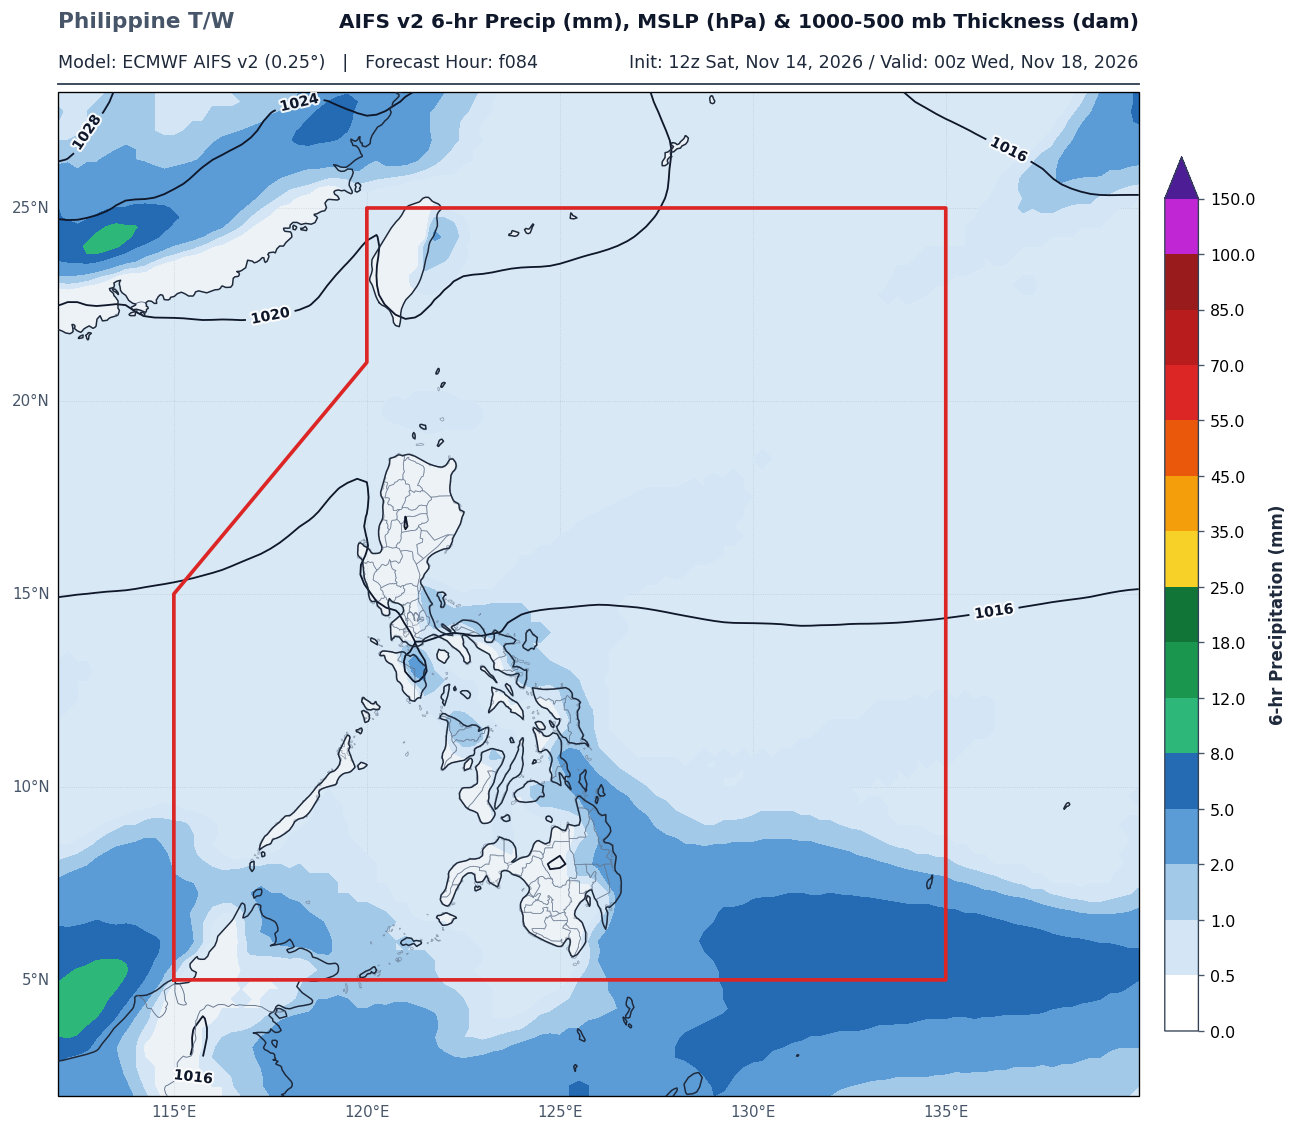 Philippine T/W
AIFS v2 6-hr Precip (mm), MSLP (hPa) & 1000-500 mb Thickness (dam)
Model: ECMWF AIFS v2 (0.25°) | Forecast Hour: f084
Init: 12z Sat, Nov 14, 2026 / Valid: 00z Wed, Nov 18, 2026
1024
1028
1016
1020
1016
1016
25°N
20°N
15°N
10°N
5°N
115°E
120°E
125°E
130°E
135°E
150.0
100.0
85.0
70.0
55.0
45.0
35.0
25.0
18.0
12.0
8.0
5.0
2.0
1.0
0.5
0.0
6-hr Precipitation (mm)